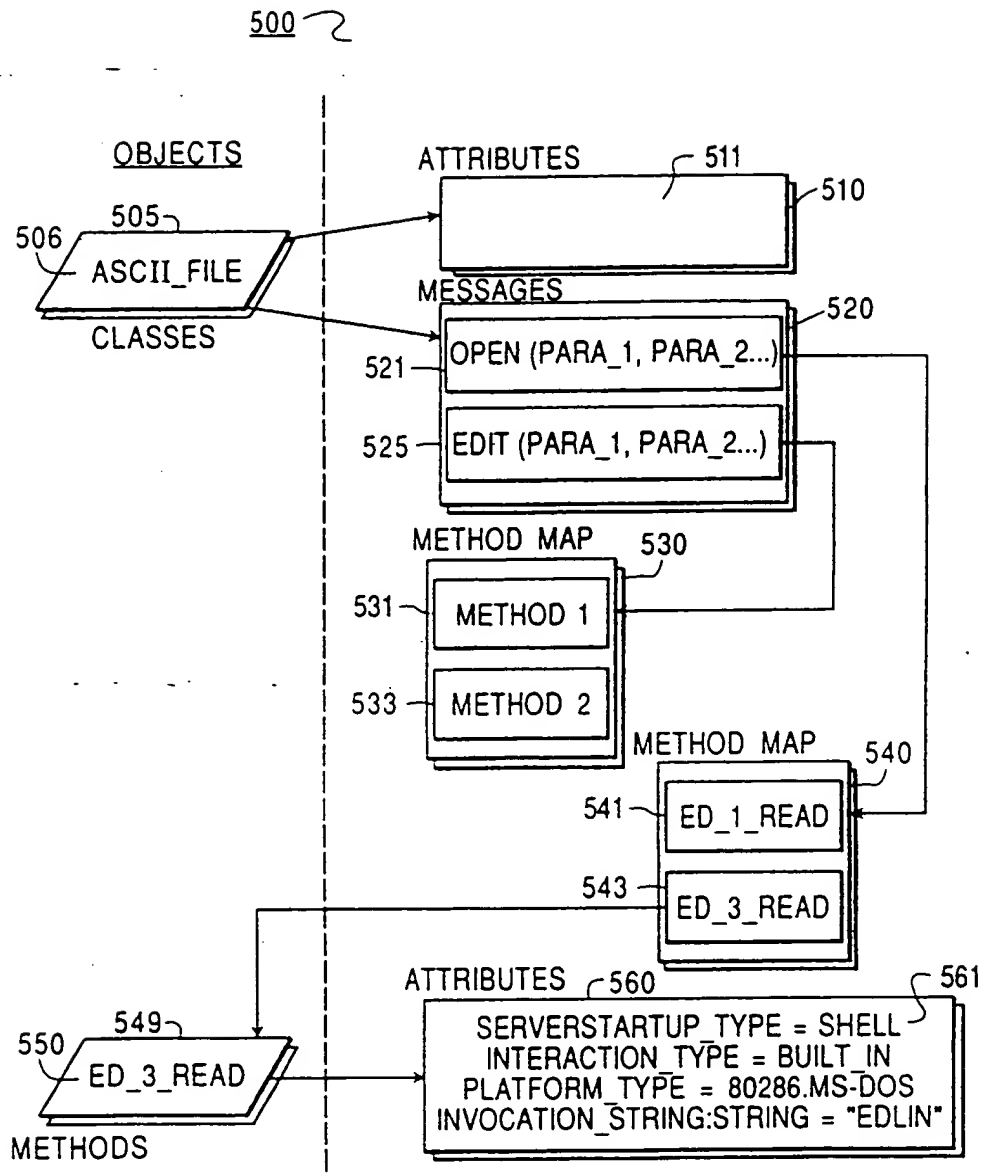 500
OBJECTS
ATTRIBUTES
511
510
505
506
ASCII_FILE
CLASSES
MESSAGES
520
521
OPEN (PARA_1, PARA_2...)
525
EDIT (PARA_1, PARA_2...)
METHOD MAP
530
531
METHOD 1
533
METHOD 2
METHOD MAP
540
541
ED_1_READ
543
ED_3_READ
ATTRIBUTES
560
561
SERVERSTARTUP_TYPE = SHELL
INTERACTION_TYPE = BUILT_IN
PLATFORM_TYPE = 80286.MS-DOS
INVOCATION_STRING:STRING = "EDLIN"
549
550
ED_3_READ
METHODS